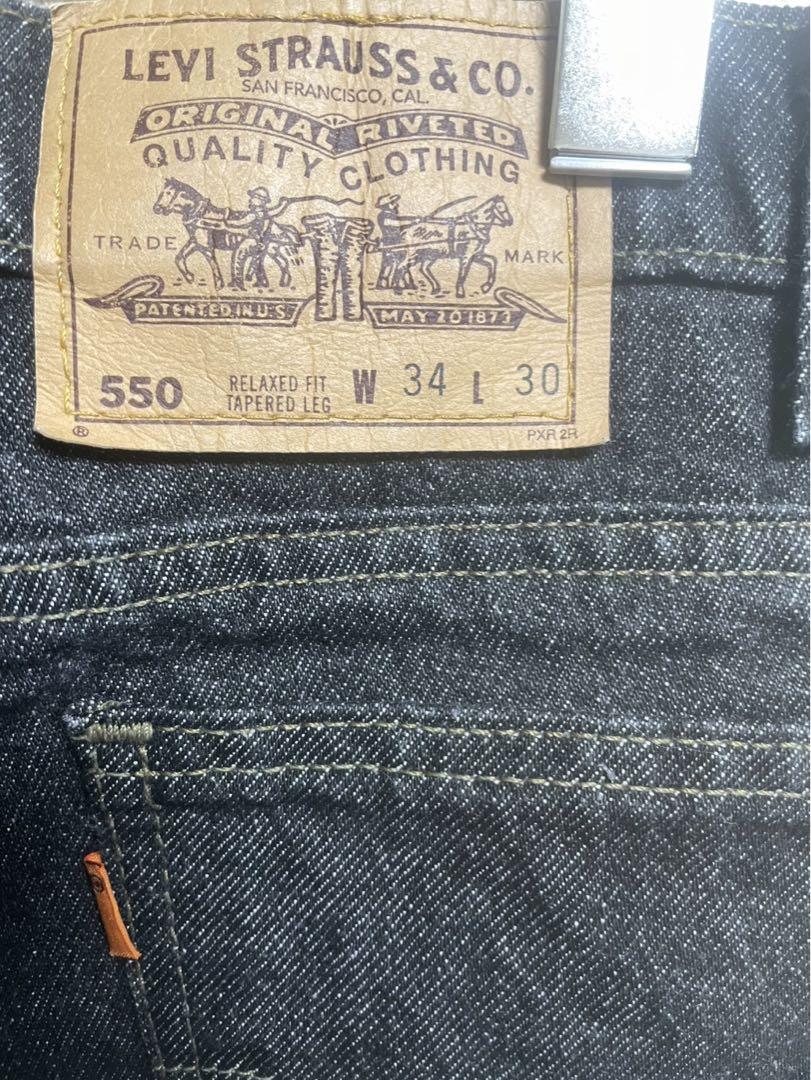 LEVI STRAUSS & CO.
SAN FRANCISCO, CAL.
ORIGINAL RIVETED
QUALITY CLOTHING
TRADE MARK
PATENTED IN U.S. MAY 20 1873
550 RELAXED FIT TAPERED LEG W 34 L 30
® PXR 2R